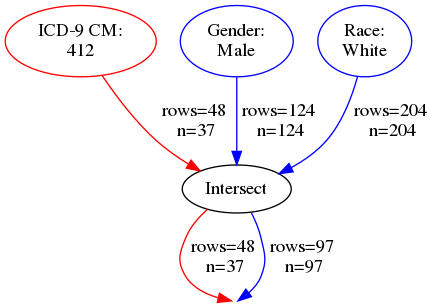 ICD-9 CM:
412
Gender:
Male
Race:
White
rows=48
n=37
rows=124
n=124
rows=204
n=204
Intersect
rows=48
n=37
rows=97
n=97